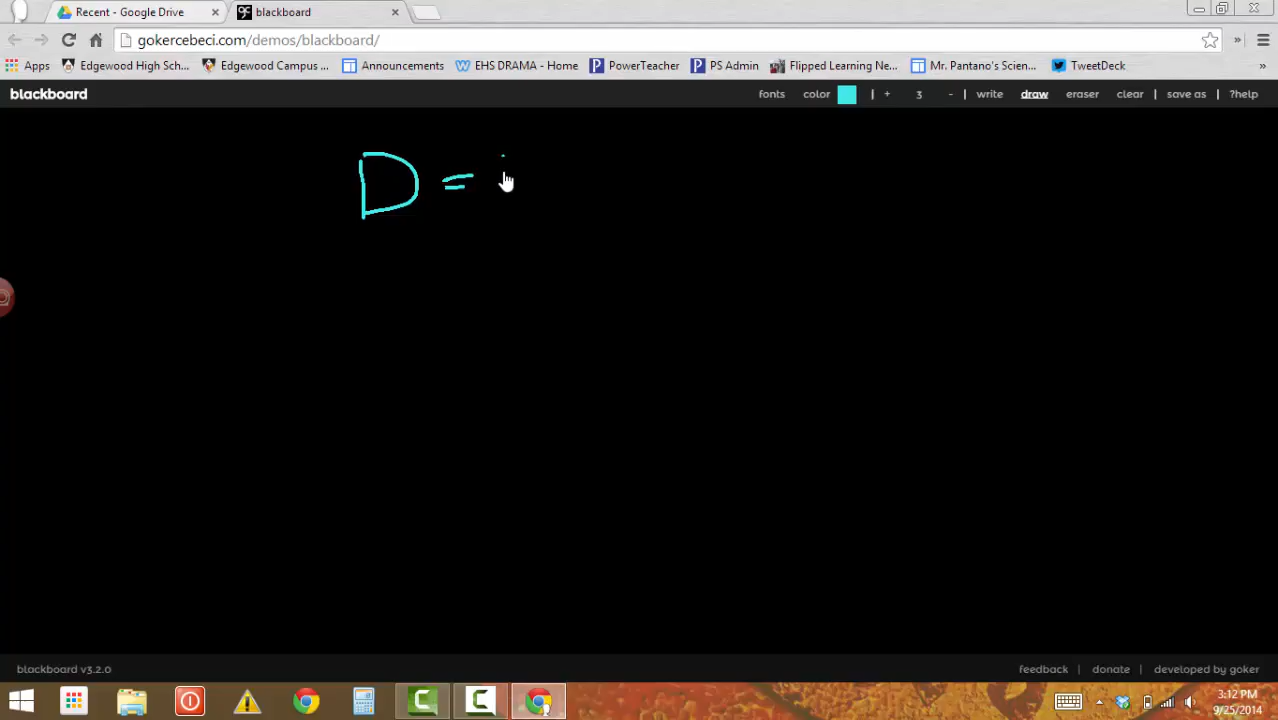 Recent - Google Drive × blackboard ×
gokercebeci.com/demos/blackboard/ »
Apps Edgewood High Sch... Edgewood Campus ... Announcements EHS DRAMA - Home PowerTeacher PS Admin Flipped Learning Ne... Mr. Pantano's Scien... TweetDeck »
blackboard fonts color | + 3 - | write draw eraser clear | save as | ?help
D =
blackboard v3.2.0 feedback | donate | developed by goker
3:12 PM
9/25/2014